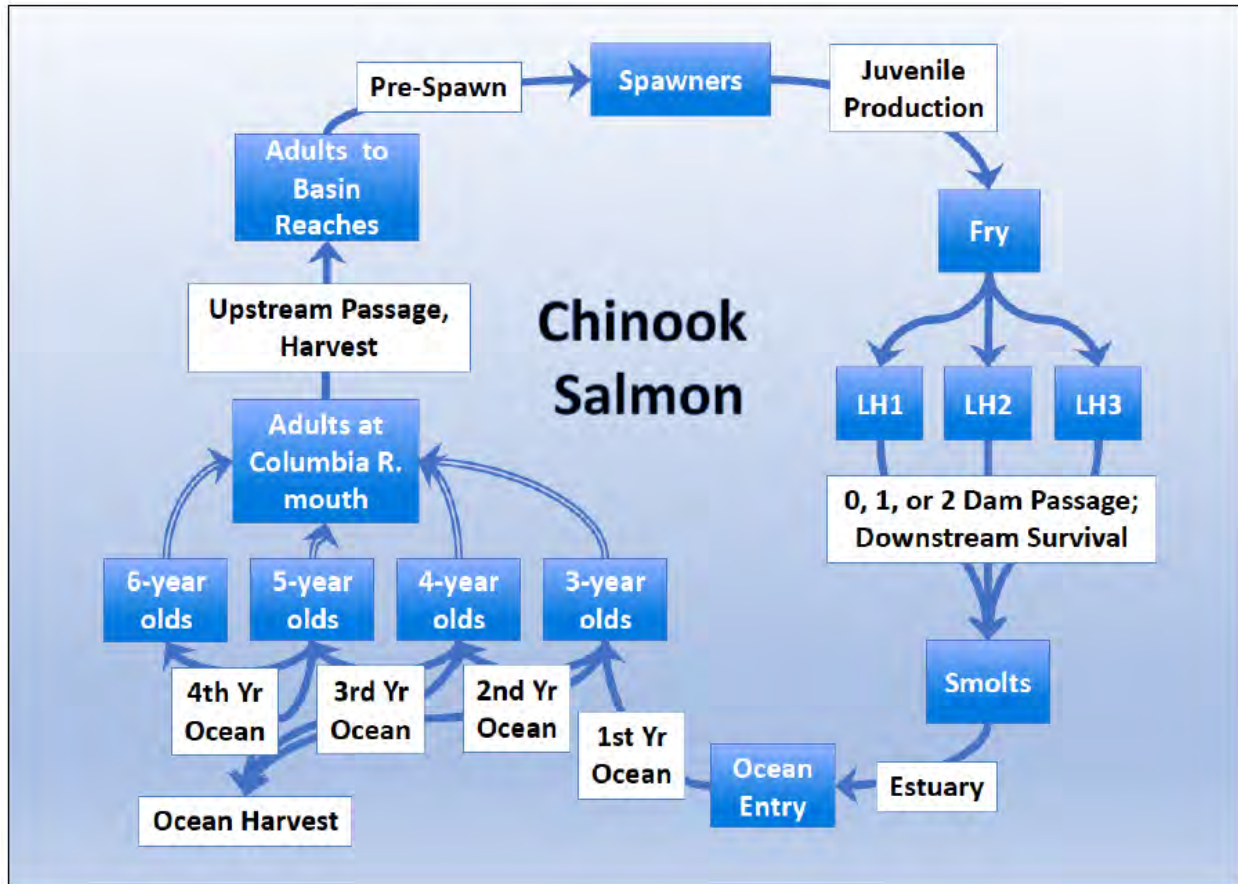 Pre-Spawn
Spawners
Juvenile
Production
Adults to
Basin
Reaches
Fry
Upstream Passage,
Harvest
Chinook
Salmon
LH1
LH2
LH3
Adults at
Columbia R.
mouth
0, 1, or 2 Dam Passage;
Downstream Survival
6-year
olds
5-year
olds
4-year
olds
3-year
olds
Smolts
4th Yr
Ocean
3rd Yr
Ocean
2nd Yr
Ocean
1st Yr
Ocean
Ocean
Entry
Estuary
Ocean Harvest